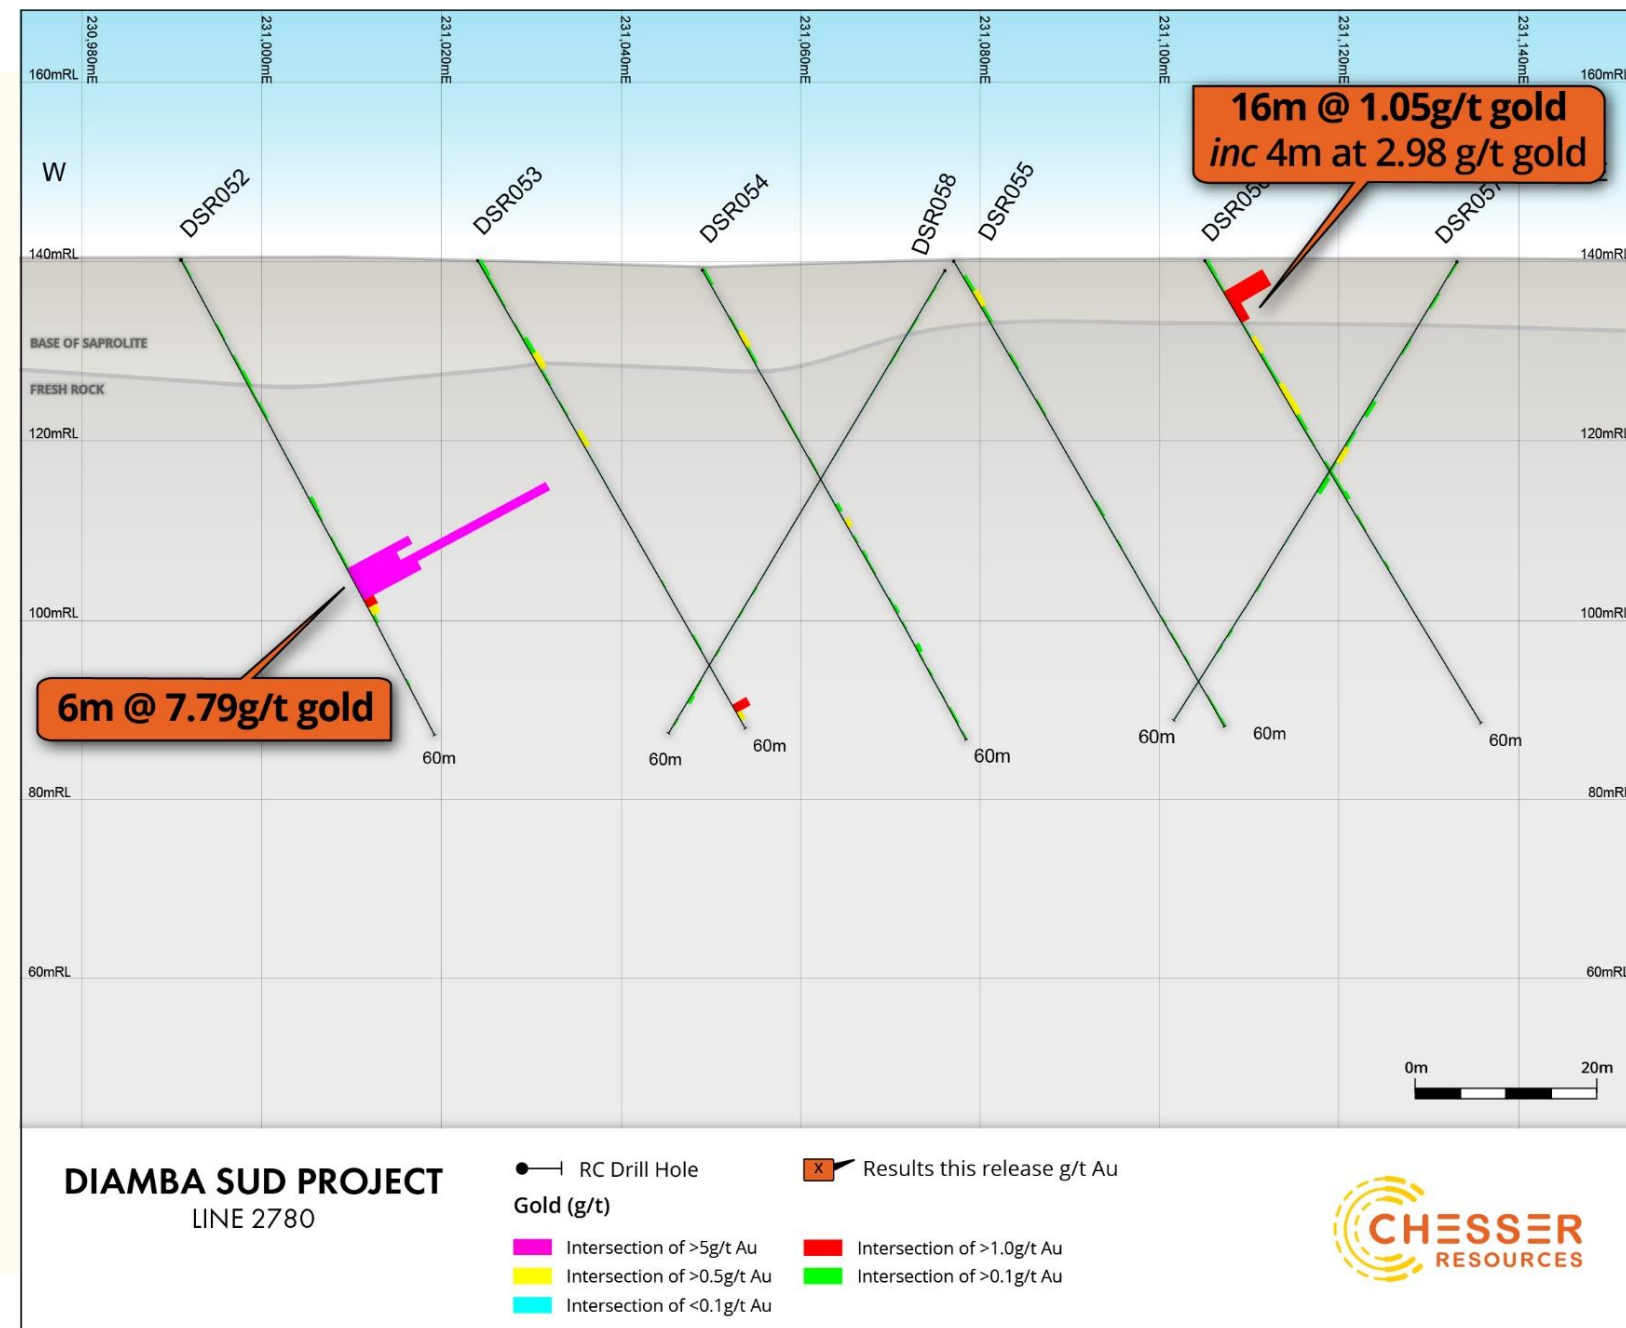 230,980mE
231,000mE
231,020mE
231,040mE
231,060mE
231,080mE
231,100mE
231,120mE
231,140mE
160mRL
160mRL
16m @ 1.05g/t gold
inc 4m at 2.98 g/t gold
W
DSR052
DSR053
DSR054
DSR058
DSR055
DSR057
140mRL
140mRL
BASE OF SAPROLITE
FRESH ROCK
120mRL
120mRL
100mRL
100mRL
6m @ 7.79g/t gold
60m
60m
60m
60m
60m
60m
60m
80mRL
80mRL
60mRL
60mRL
0m
20m
DIAMBA SUD PROJECT
LINE 2780
RC Drill Hole
X
Results this release g/t Au
Gold (g/t)
Intersection of >5g/t Au
Intersection of >1.0g/t Au
Intersection of >0.5g/t Au
Intersection of >0.1g/t Au
Intersection of <0.1g/t Au
CHESSER
RESOURCES